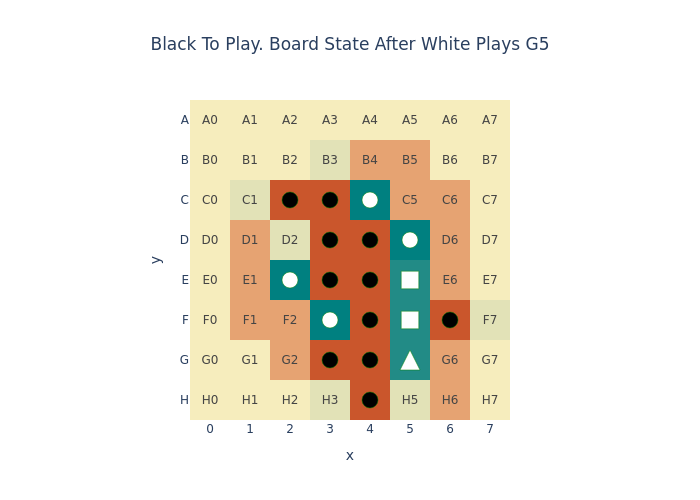 Black To Play. Board State After White Plays G5
A A0 A1 A2 A3 A4 A5 A6 A7
B B0 B1 B2 B3 B4 B5 B6 B7
C C0 C1 C5 C6 C7
D D0 D1 D2 D6 D7
E E0 E1 E6 E7
F F0 F1 F2 F7
G G0 G1 G2 G6 G7
H H0 H1 H2 H3 H5 H6 H7
0 1 2 3 4 5 6 7
x
y